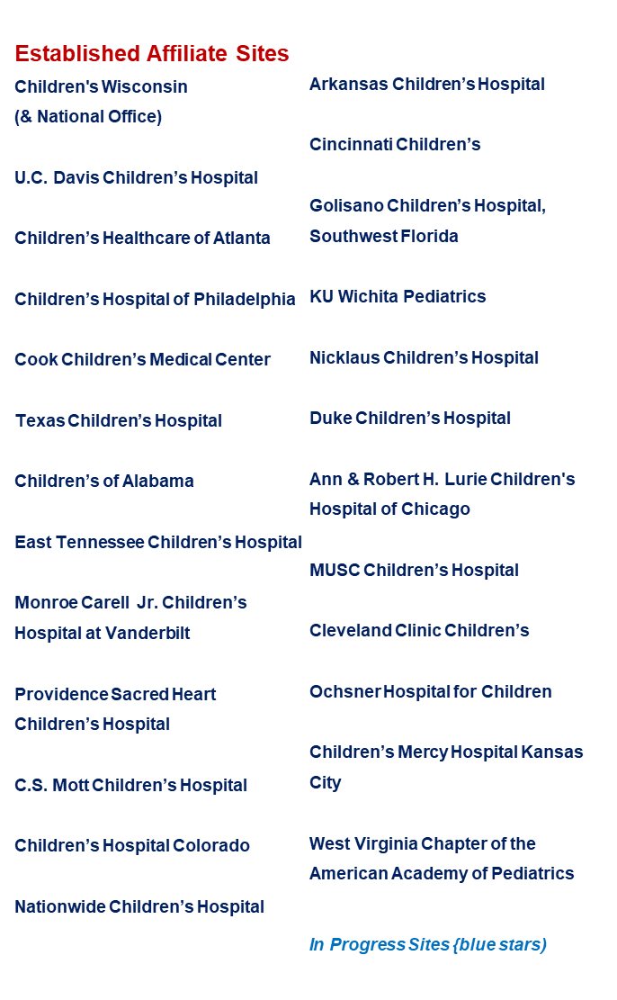 Established Affiliate Sites
Children's Wisconsin
(& National Office)
U.C. Davis Children’s Hospital
Children’s Healthcare of Atlanta
Children’s Hospital of Philadelphia
Cook Children’s Medical Center
Texas Children’s Hospital
Children’s of Alabama
East Tennessee Children’s Hospital
Monroe Carell Jr. Children’s
Hospital at Vanderbilt
Providence Sacred Heart
Children’s Hospital
C.S. Mott Children’s Hospital
Children’s Hospital Colorado
Nationwide Children’s Hospital
Arkansas Children’s Hospital
Cincinnati Children’s
Golisano Children’s Hospital,
Southwest Florida
KU Wichita Pediatrics
Nicklaus Children’s Hospital
Duke Children’s Hospital
Ann & Robert H. Lurie Children's
Hospital of Chicago
MUSC Children’s Hospital
Cleveland Clinic Children’s
Ochsner Hospital for Children
Children’s Mercy Hospital Kansas
City
West Virginia Chapter of the
American Academy of Pediatrics
In Progress Sites {blue stars)